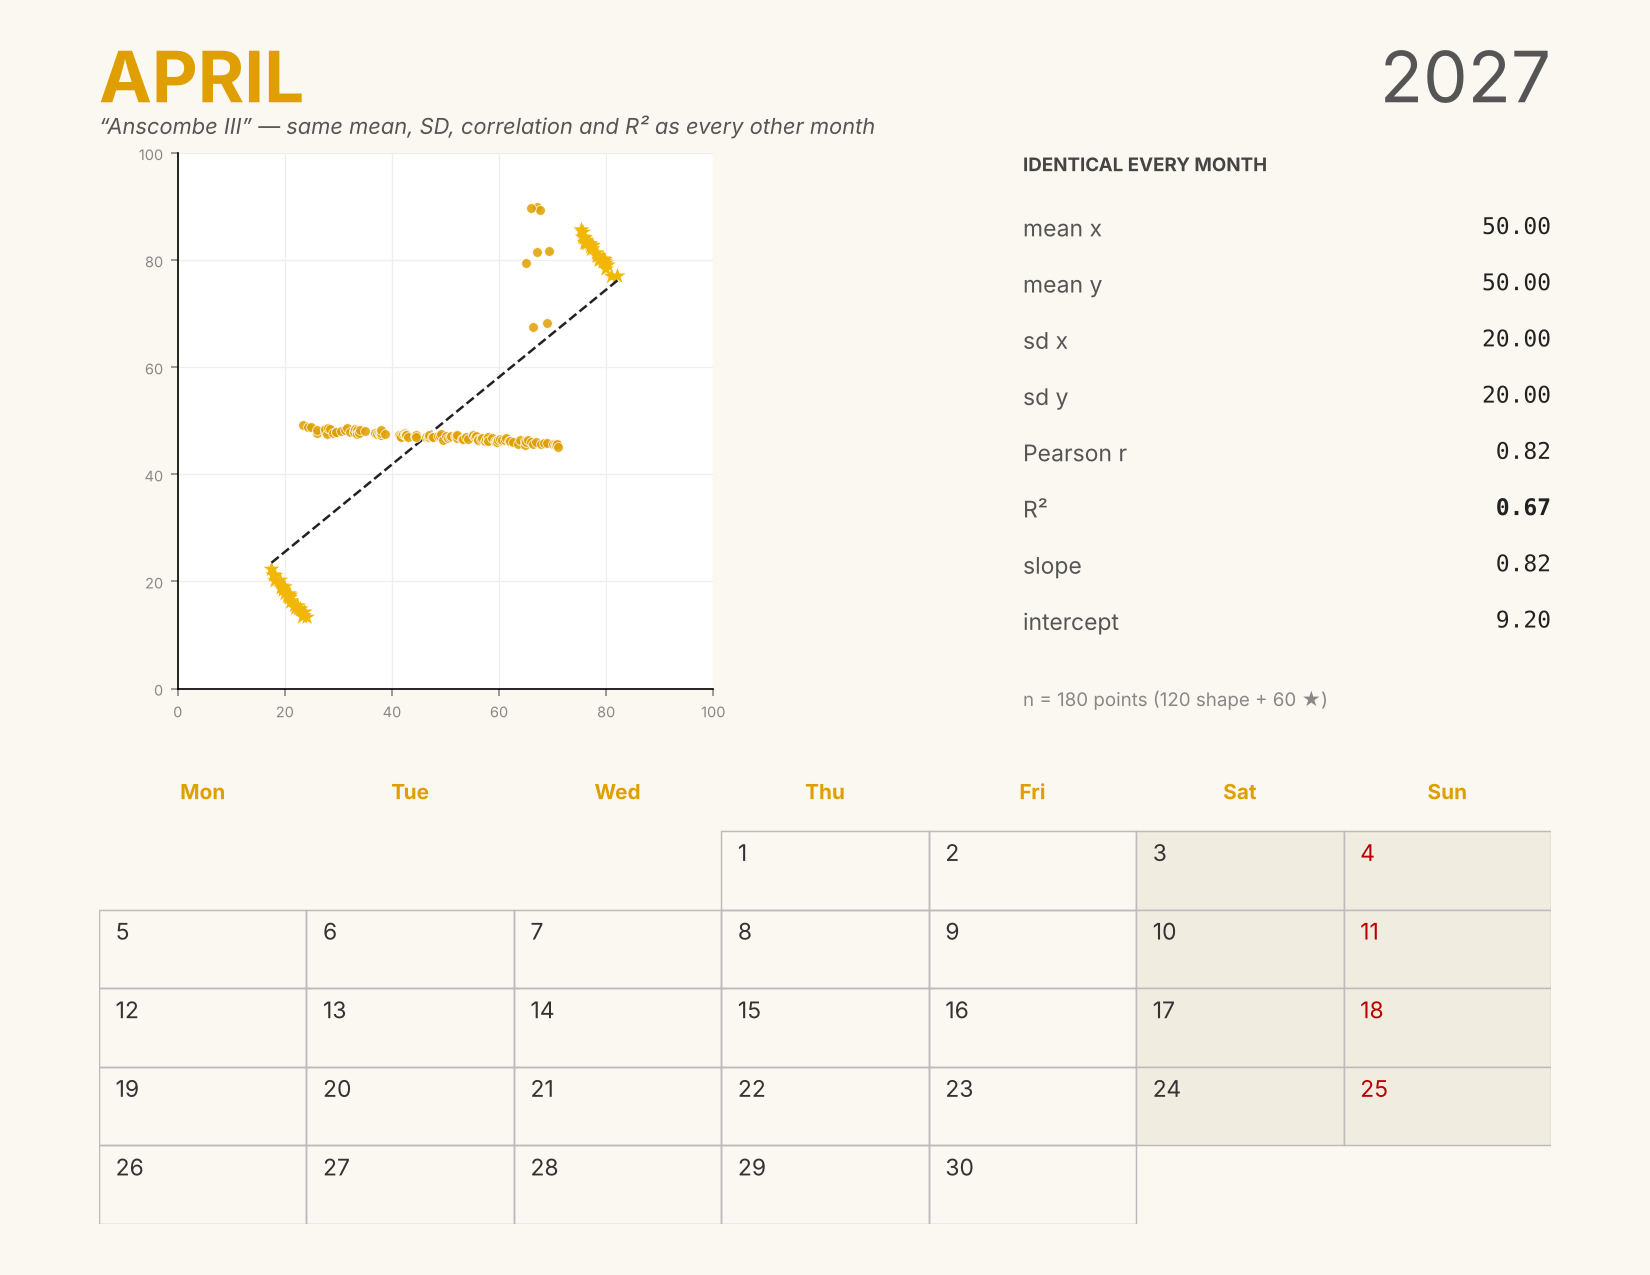 APRIL 2027
“Anscombe III” — same mean, SD, correlation and R² as every other month
100
80
60
40
20
0
0 20 40 60 80 100
IDENTICAL EVERY MONTH
mean x 50.00
mean y 50.00
sd x 20.00
sd y 20.00
Pearson r 0.82
R² 0.67
slope 0.82
intercept 9.20
n = 180 points (120 shape + 60 ★)
Mon Tue Wed Thu Fri Sat Sun
1 2 3 4
5 6 7 8 9 10 11
12 13 14 15 16 17 18
19 20 21 22 23 24 25
26 27 28 29 30